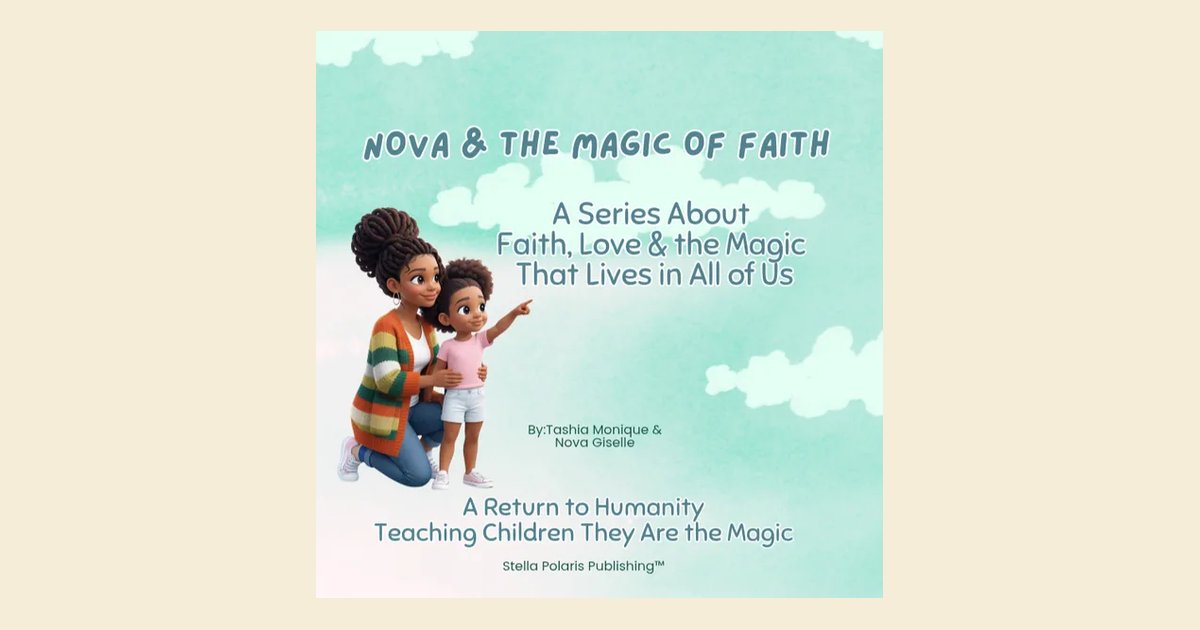 NOVA & THE MAGIC OF FAITH
A Series About
Faith, Love & the Magic
That Lives in All of Us
By:Tashia Monique &
Nova Giselle
A Return to Humanity
Teaching Children They Are the Magic
Stella Polaris Publishing™